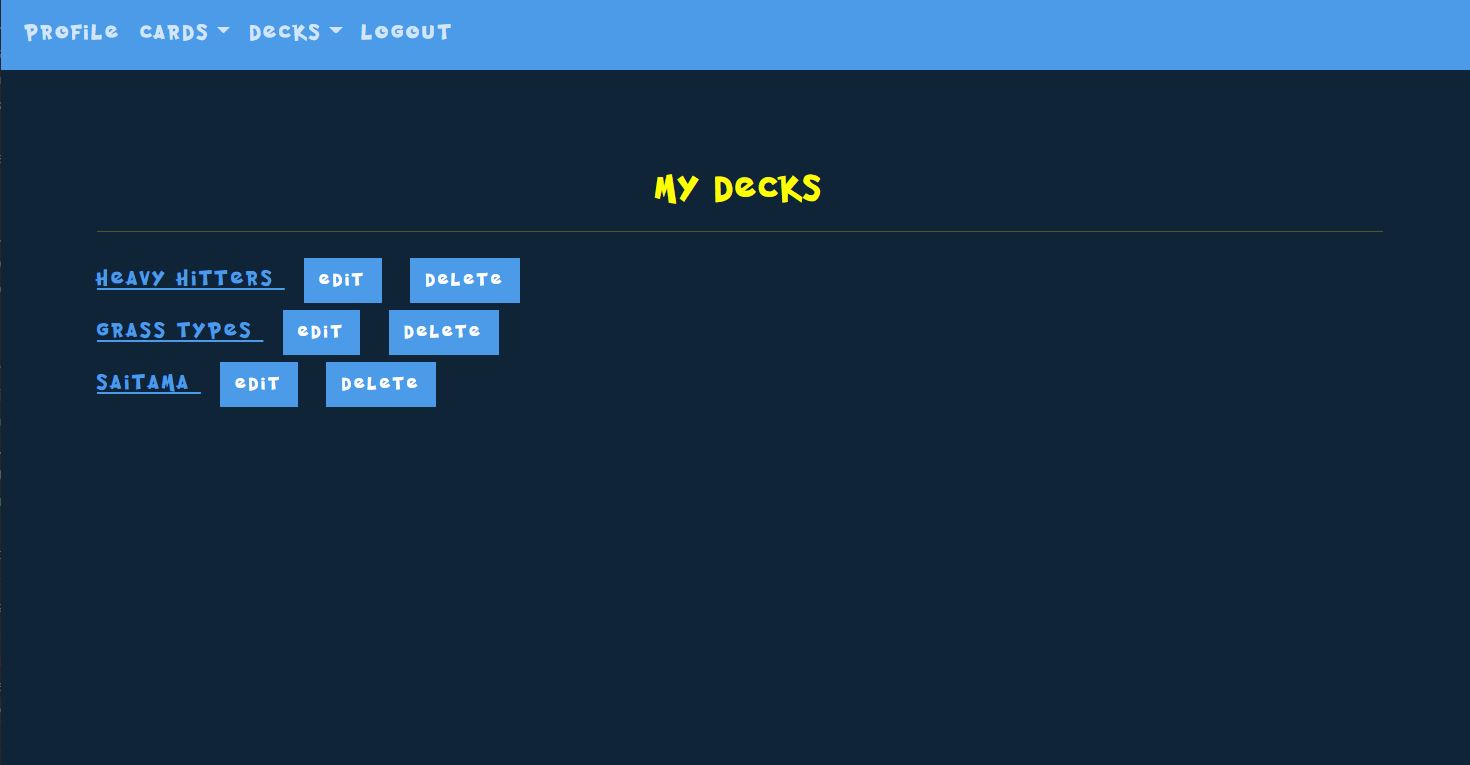 PROFILE CARDS DECKS LOGOUT
MY DECKS
HEAVY HITTERS EDIT DELETE
GRASS TYPES EDIT DELETE
SAITAMA EDIT DELETE